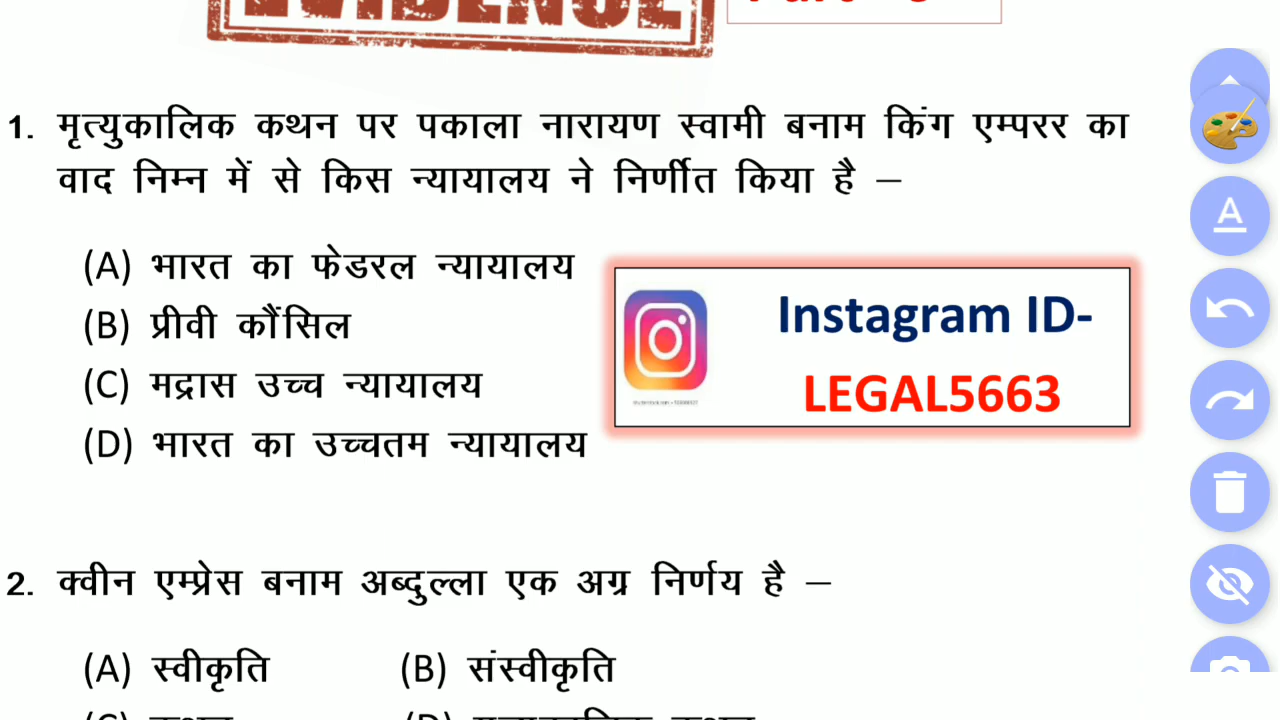 EVIDENCE
1. मृत्युकालिक कथन पर पकाला नारायण स्वामी बनाम किंग एम्परर का
वाद निम्न में से किस न्यायालय ने निर्णीत किया है –
(A) भारत का फेडरल न्यायालय
(B) प्रीवी कौंसिल
(C) मद्रास उच्च न्यायालय
(D) भारत का उच्चतम न्यायालय
Instagram ID-
LEGAL5663
2. क्वीन एम्प्रेस बनाम अब्दुल्ला एक अग्र निर्णय है –
(A) स्वीकृति (B) संस्वीकृति